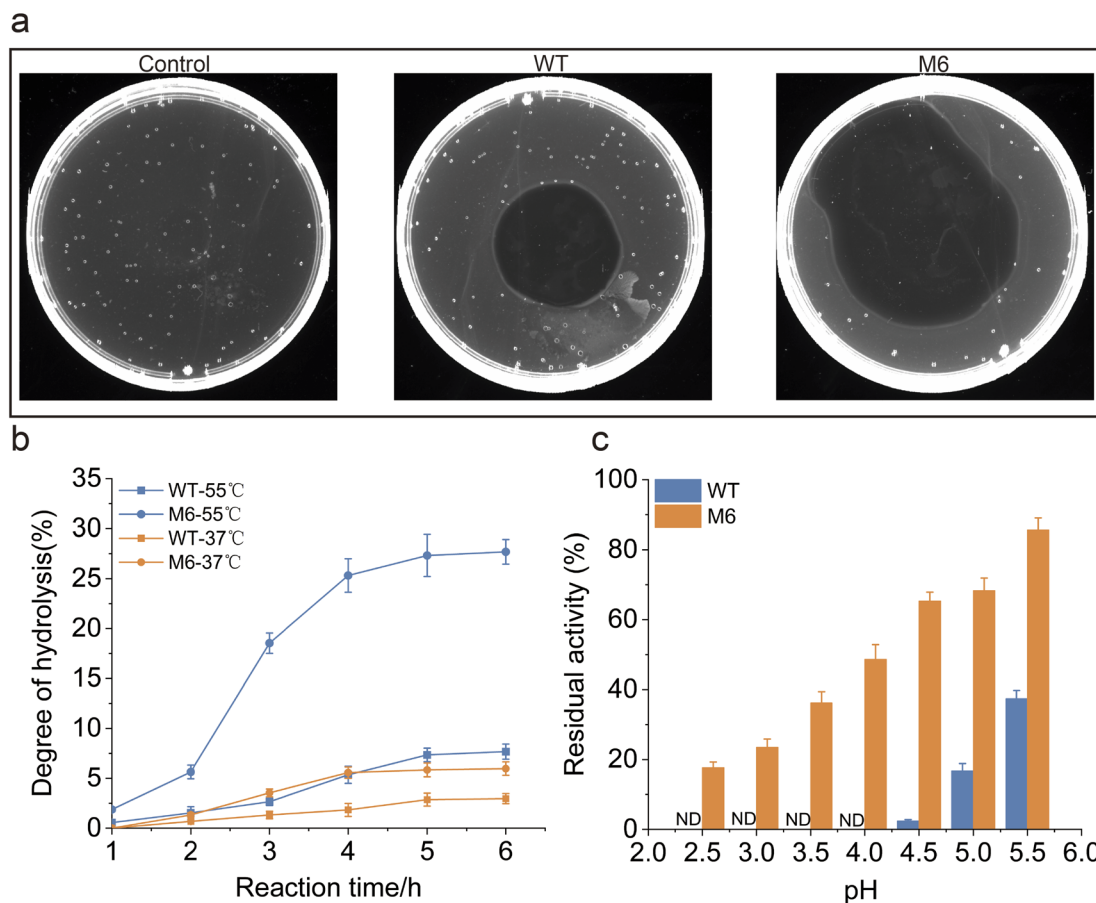 a
Control WT M6
b
35
30
25
20
15
10
5
0
Degree of hydrolysis(%)
WT-55℃
M6-55℃
WT-37℃
M6-37℃
1 2 3 4 5 6
Reaction time/h
c
100
80
60
40
20
0
Residual activity (%)
WT
M6
ND ND ND ND
2.0 2.5 3.0 3.5 4.0 4.5 5.0 5.5 6.0
pH